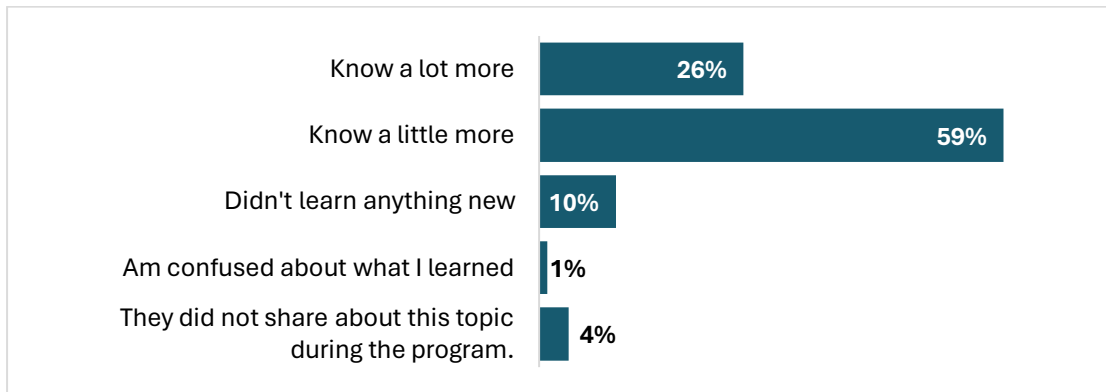 Know a lot more
26%
Know a little more
59%
Didn't learn anything new
10%
Am confused about what I learned
1%
They did not share about this topic
during the program.
4%